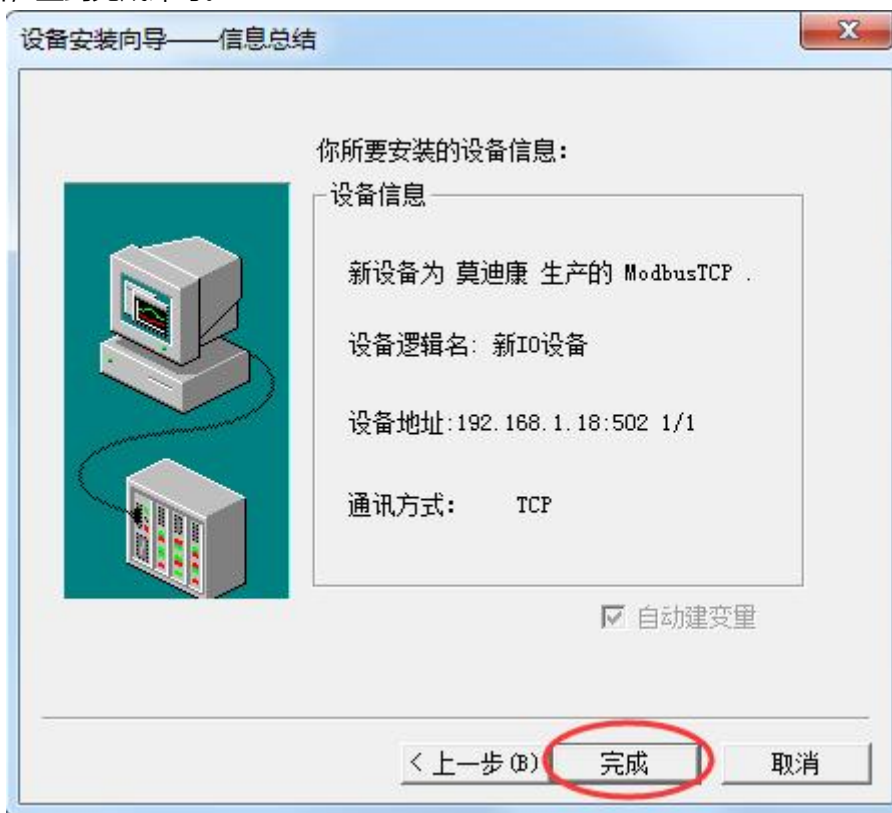 设备安装向导——信息总结
你所要安装的设备信息：
设备信息
新设备为 莫迪康 生产的 ModbusTCP .
设备逻辑名: 新IO设备
设备地址:192.168.1.18:502 1/1
通讯方式： TCP
自动建变量
< 上一步(B)
完成
取消